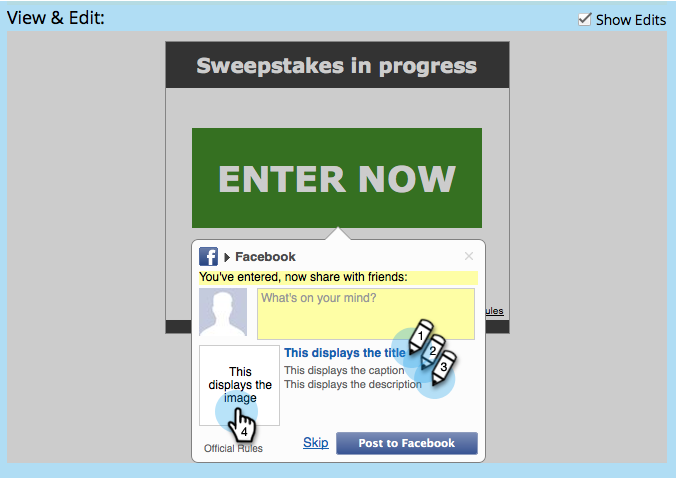 View & Edit:
Show Edits
Sweepstakes in progress
ENTER NOW
f
Facebook
×
You've entered, now share with friends:
What's on your mind?
ules
This displays the title
1
This displays the caption
2
This displays the description
3
This
displays the
image
4
Official Rules
Skip
Post to Facebook